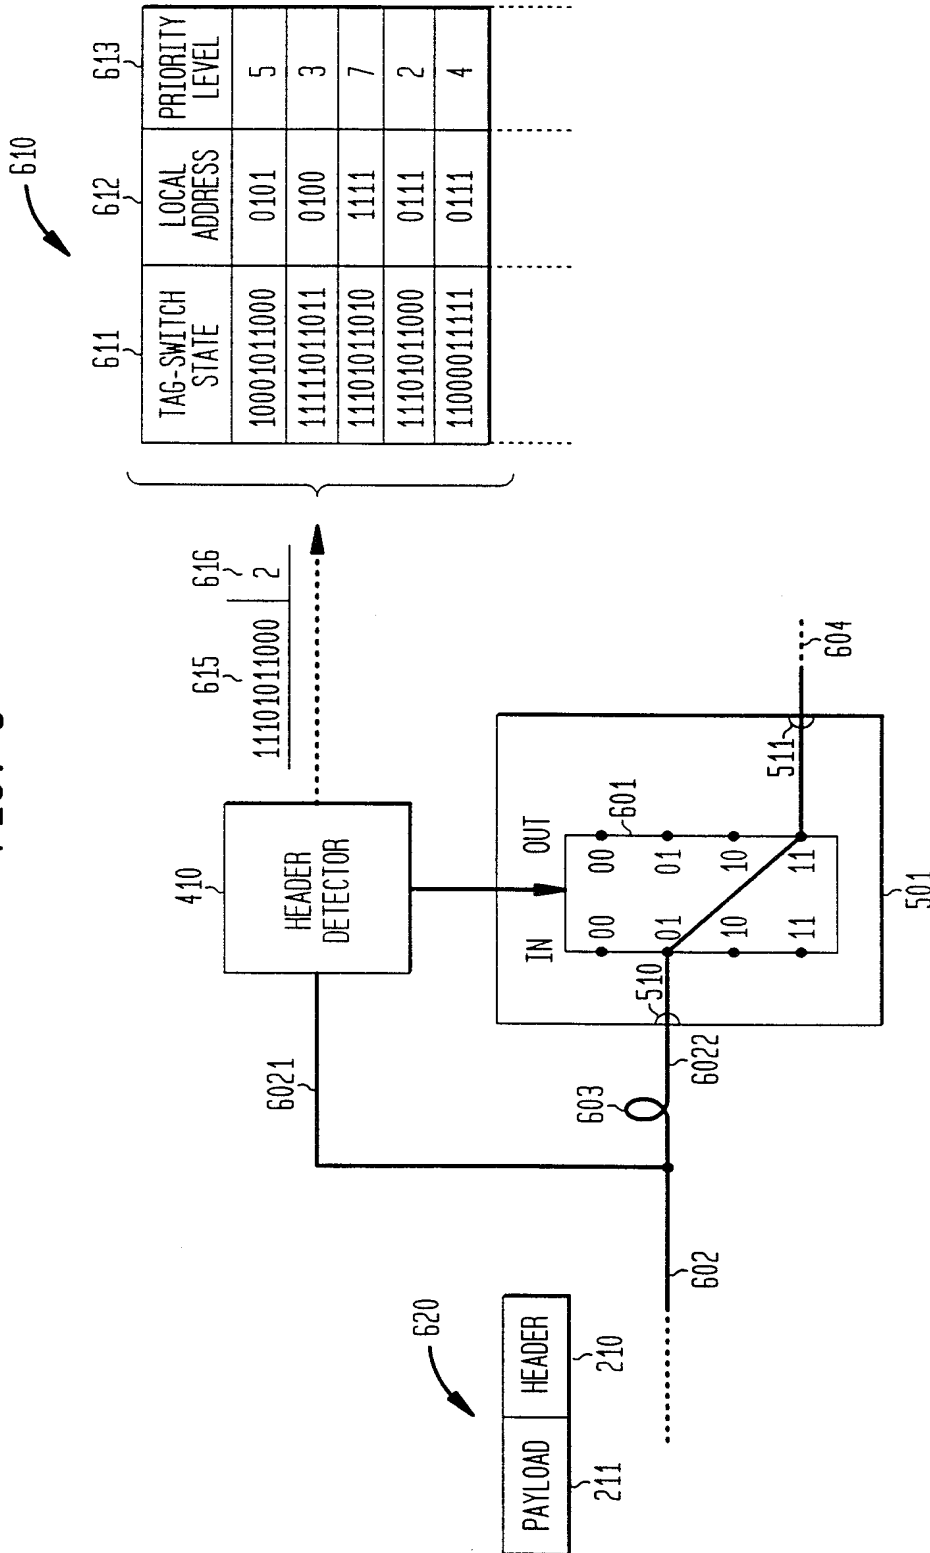 610
611 612 613
TAG-SWITCH STATE
LOCAL ADDRESS
PRIORITY LEVEL
10001011000 0101 5
11111011011 0100 3
11101011010 1111 7
11101011000 0111 2
11000011111 0111 4
615 616
11101011000 2
410
HEADER
DETECTOR
6021
620
PAYLOAD HEADER
211 210
IN OUT
601
00 00
01 01
10 10
11 11
510
511
603
6022
602
604
501